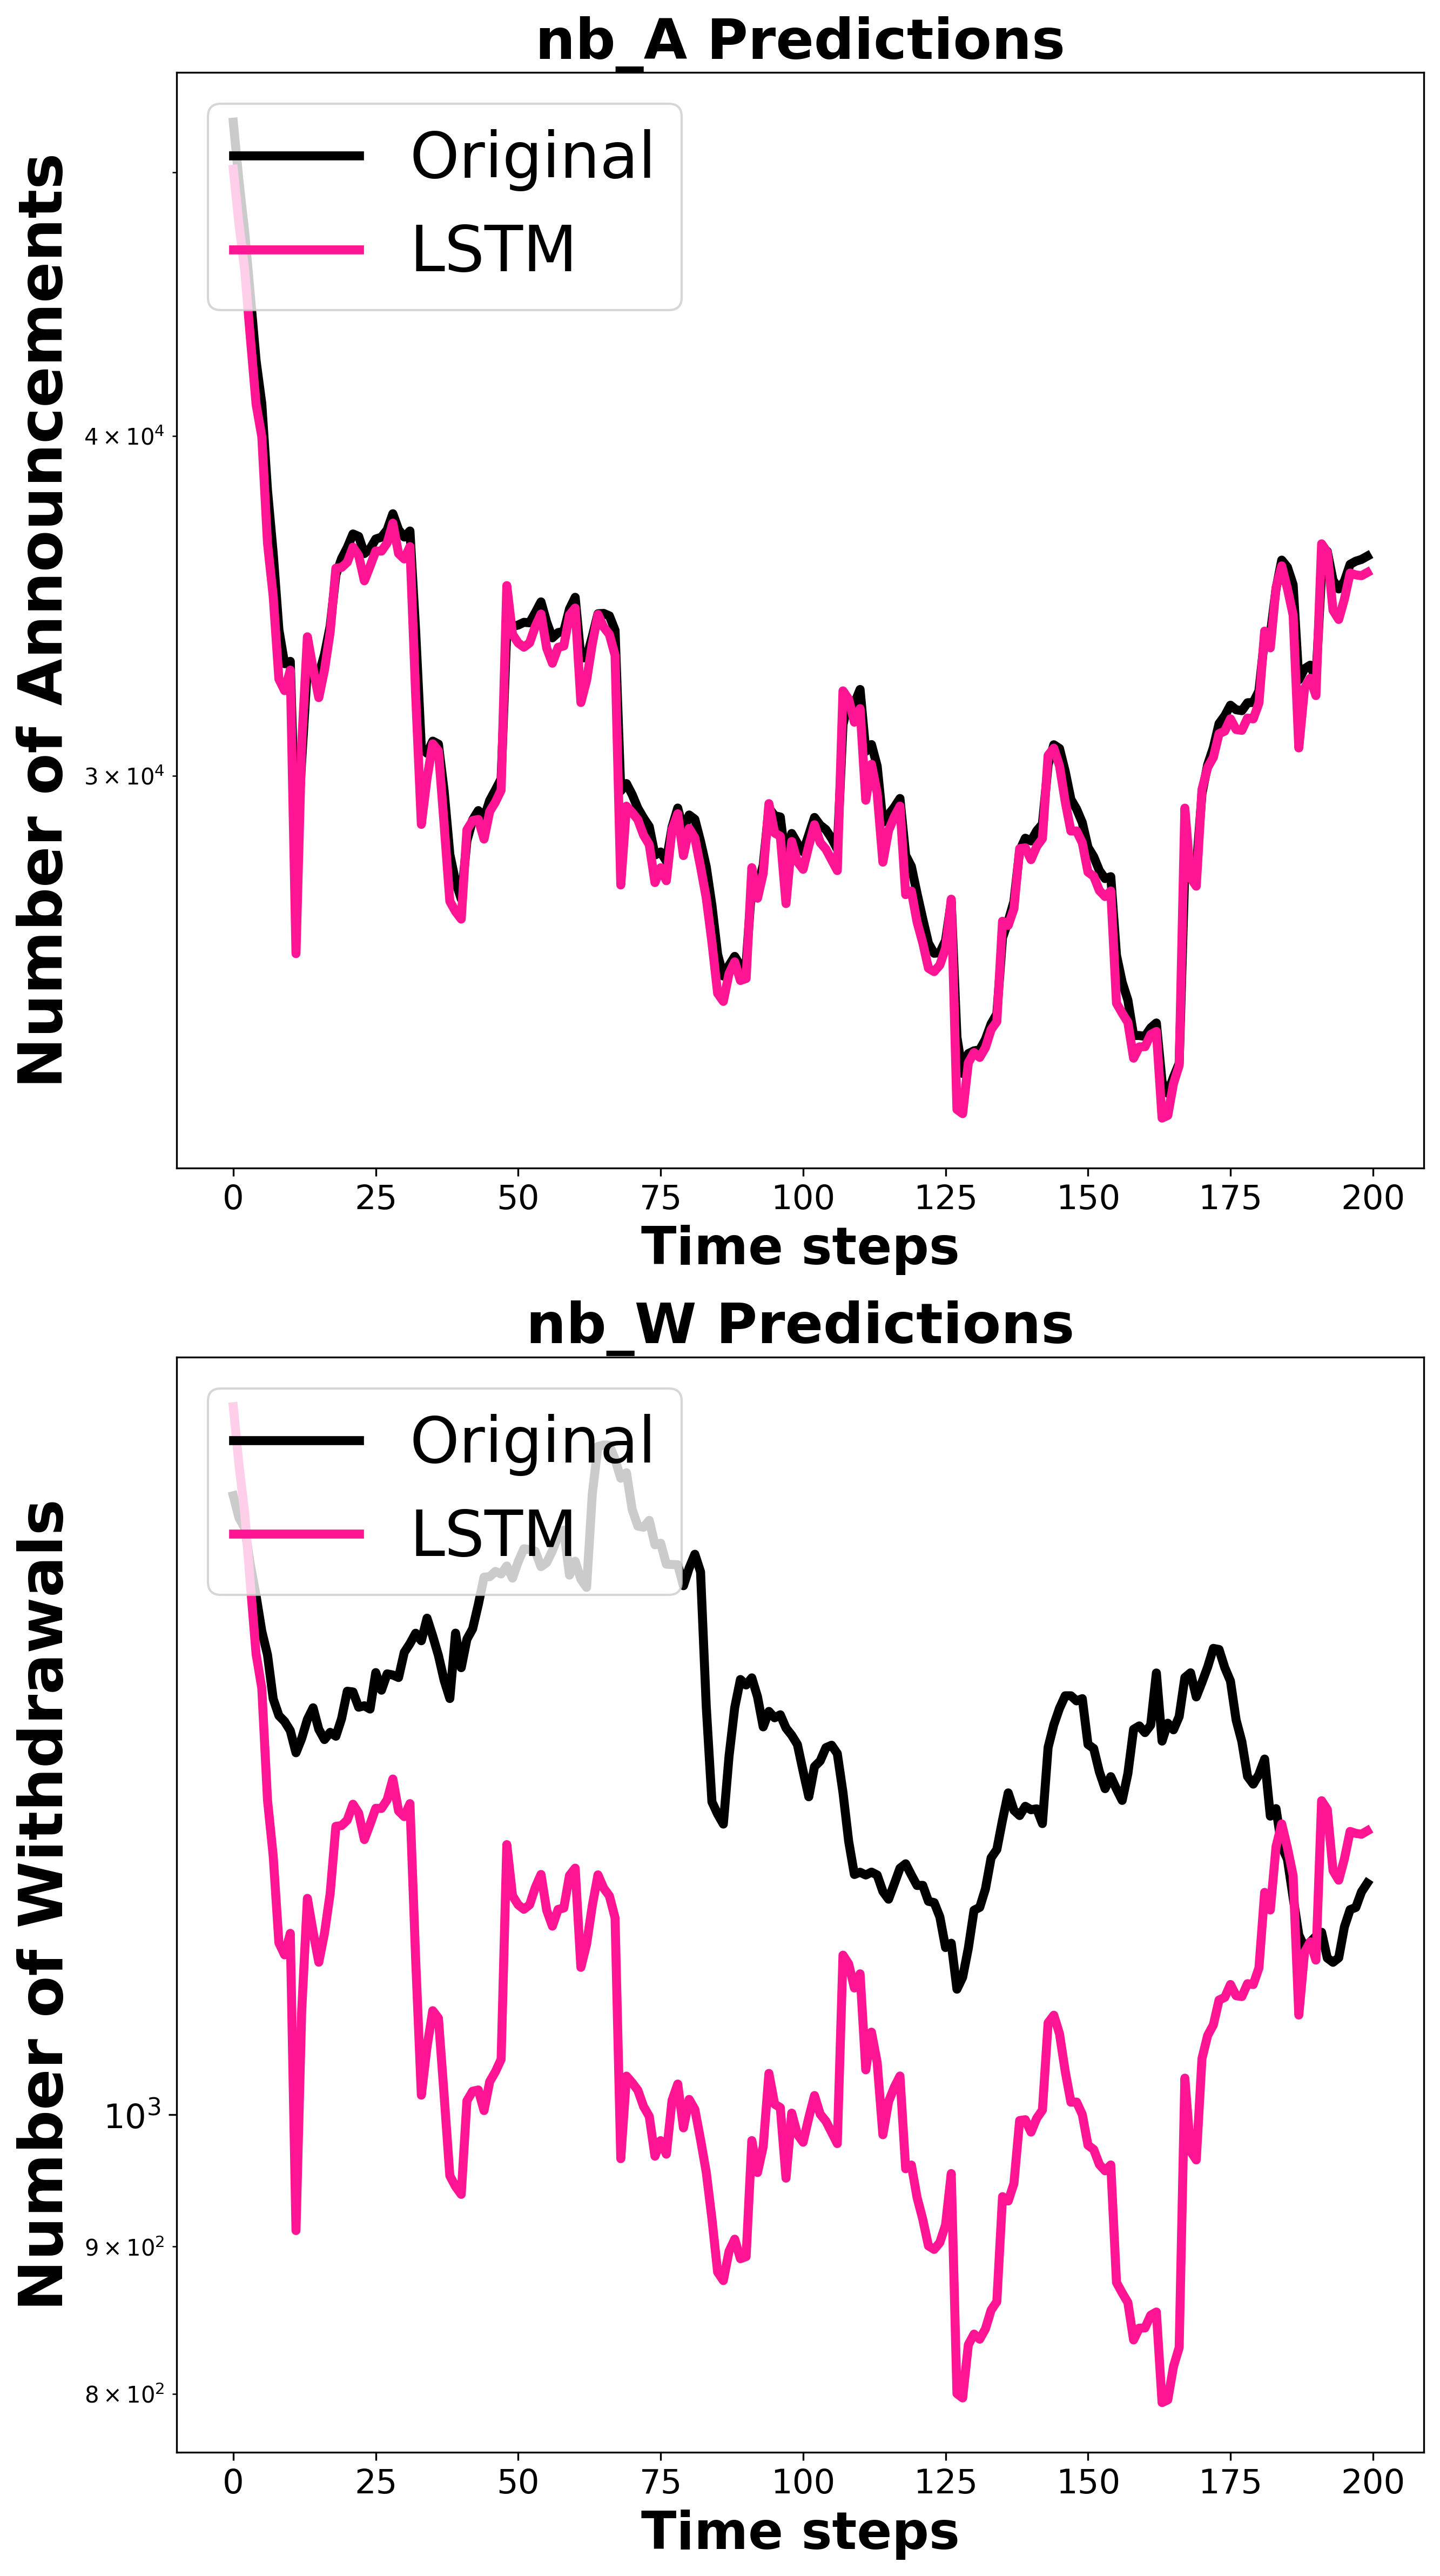 nb_A Predictions
Number of Announcements
Original
LSTM
4 × 10⁴
3 × 10⁴
0 25 50 75 100 125 150 175 200
Time steps
nb_W Predictions
Number of Withdrawals
Original
LSTM
10³
9 × 10²
8 × 10²
0 25 50 75 100 125 150 175 200
Time steps